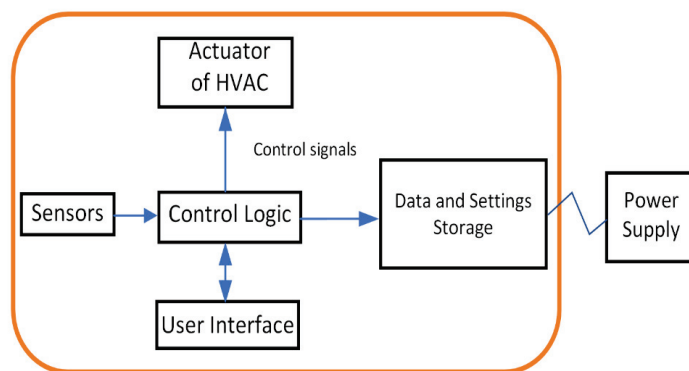 Actuator
of HVAC
Control signals
Sensors
Control Logic
Data and Settings
Storage
Power
Supply
User Interface